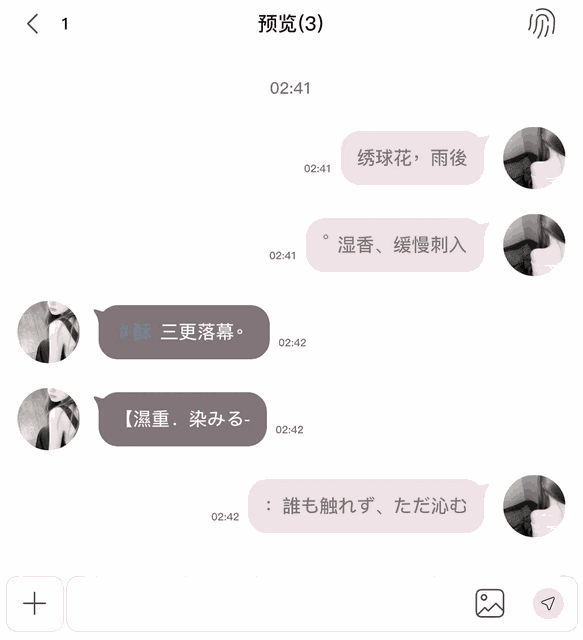 1
预览(3)
02:41
绣球花，雨後
02:41
° 湿香、缓慢刺入
02:41
三更落幕。
02:42
【濕重．染みる-
02:42
：誰も触れず、ただ沁む
02:42